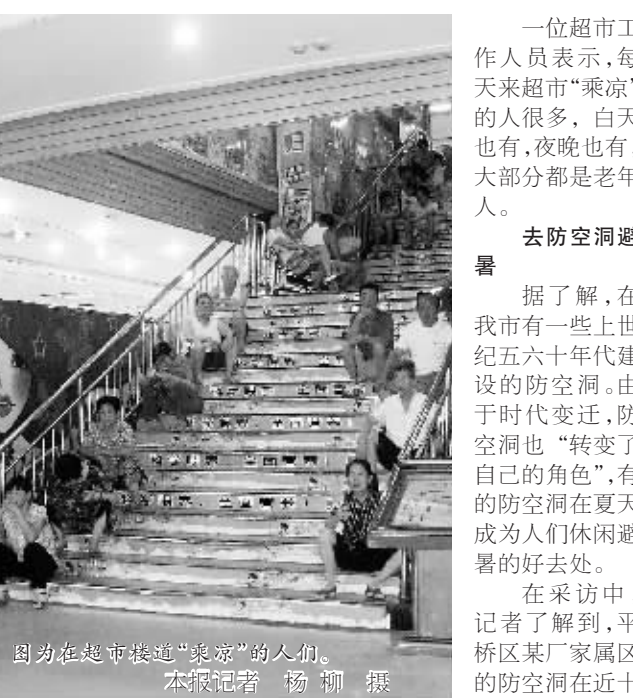 一位超市工
作人员表示,每
天来超市“乘凉”
的人很多，白天
也有,夜晚也有,
大部分都是老年
人。
去防空洞避
暑
据了解,在
我市有一些上世
纪五六十年代建
设的防空洞。由
于时代变迁,防
空洞也“转变了
自己的角色”,有
的防空洞在夏天
成为人们休闲避
暑的好去处。
在采访中
记者了解到,平
桥区某厂家属区
的防空洞在近十
图为在超市楼道“乘凉”的人们。
本报记者 杨柳 摄